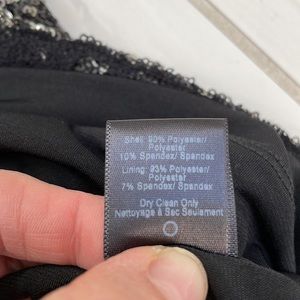 Shell: 90% Polyester/
Polyester
10% Spandex/ Spandex
Lining: 93% Polyester/
Polyester
7% Spandex/ Spandex
Dry Clean Only
Nettoyage à Sec Seulement